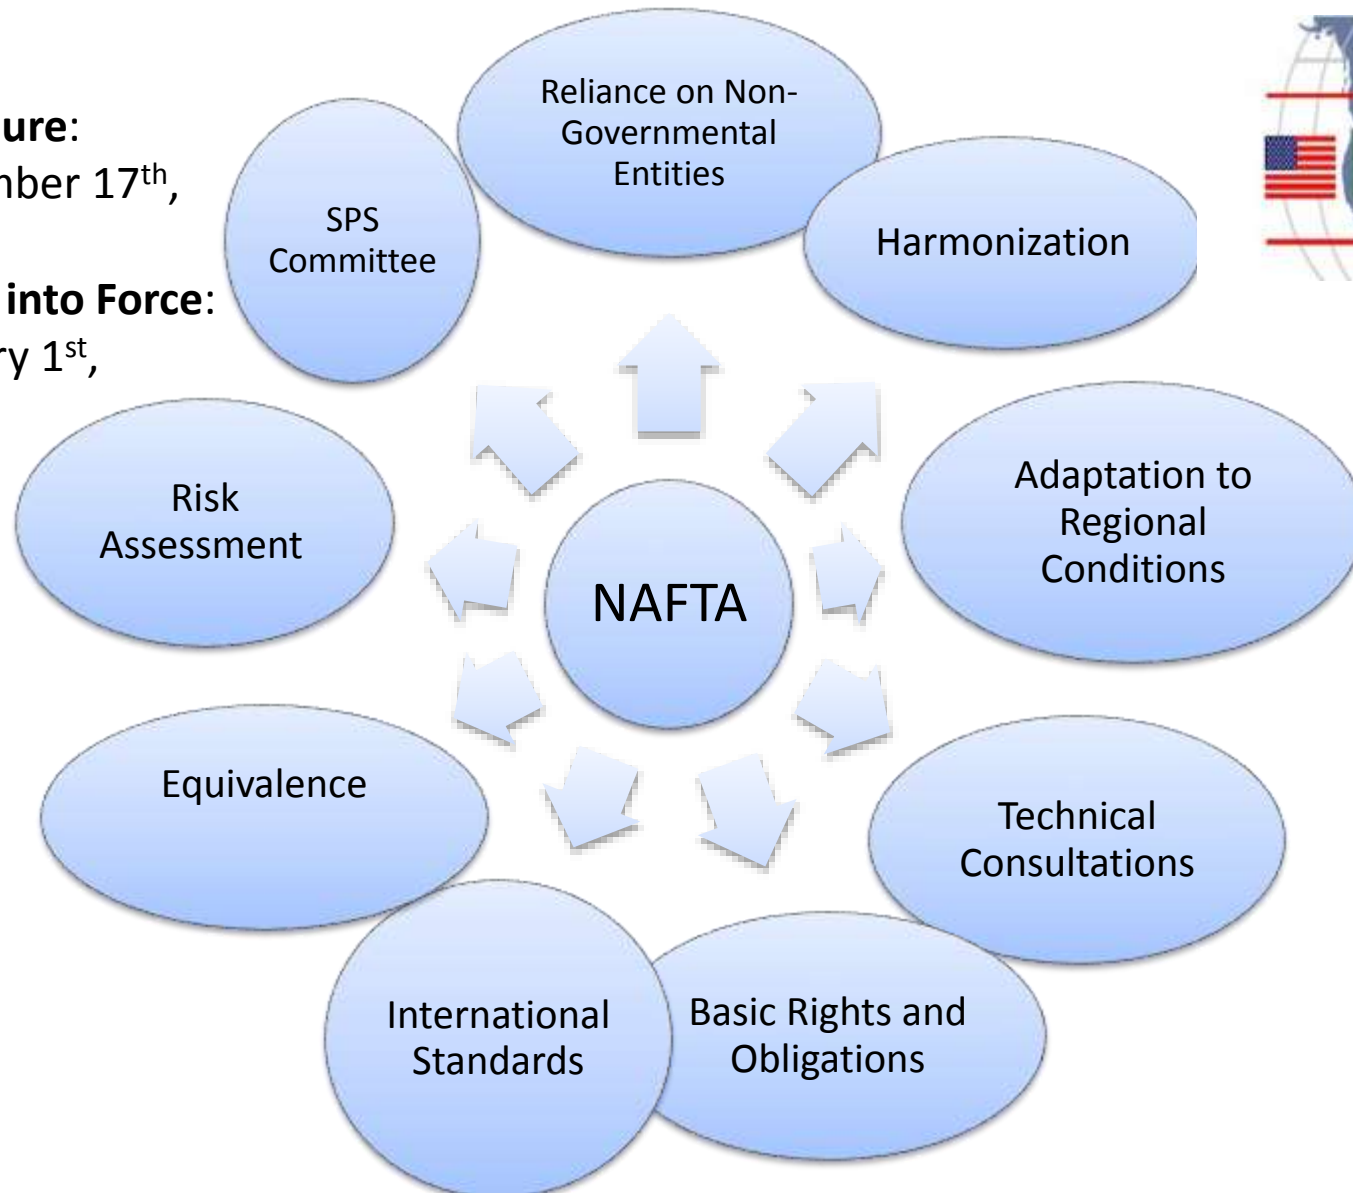 ure:
mber 17th,
into Force:
ry 1st,
Reliance on Non-
Governmental
Entities
SPS
Committee
Harmonization
Risk
Assessment
Adaptation to
Regional
Conditions
NAFTA
Equivalence
Technical
Consultations
International
Standards
Basic Rights and
Obligations